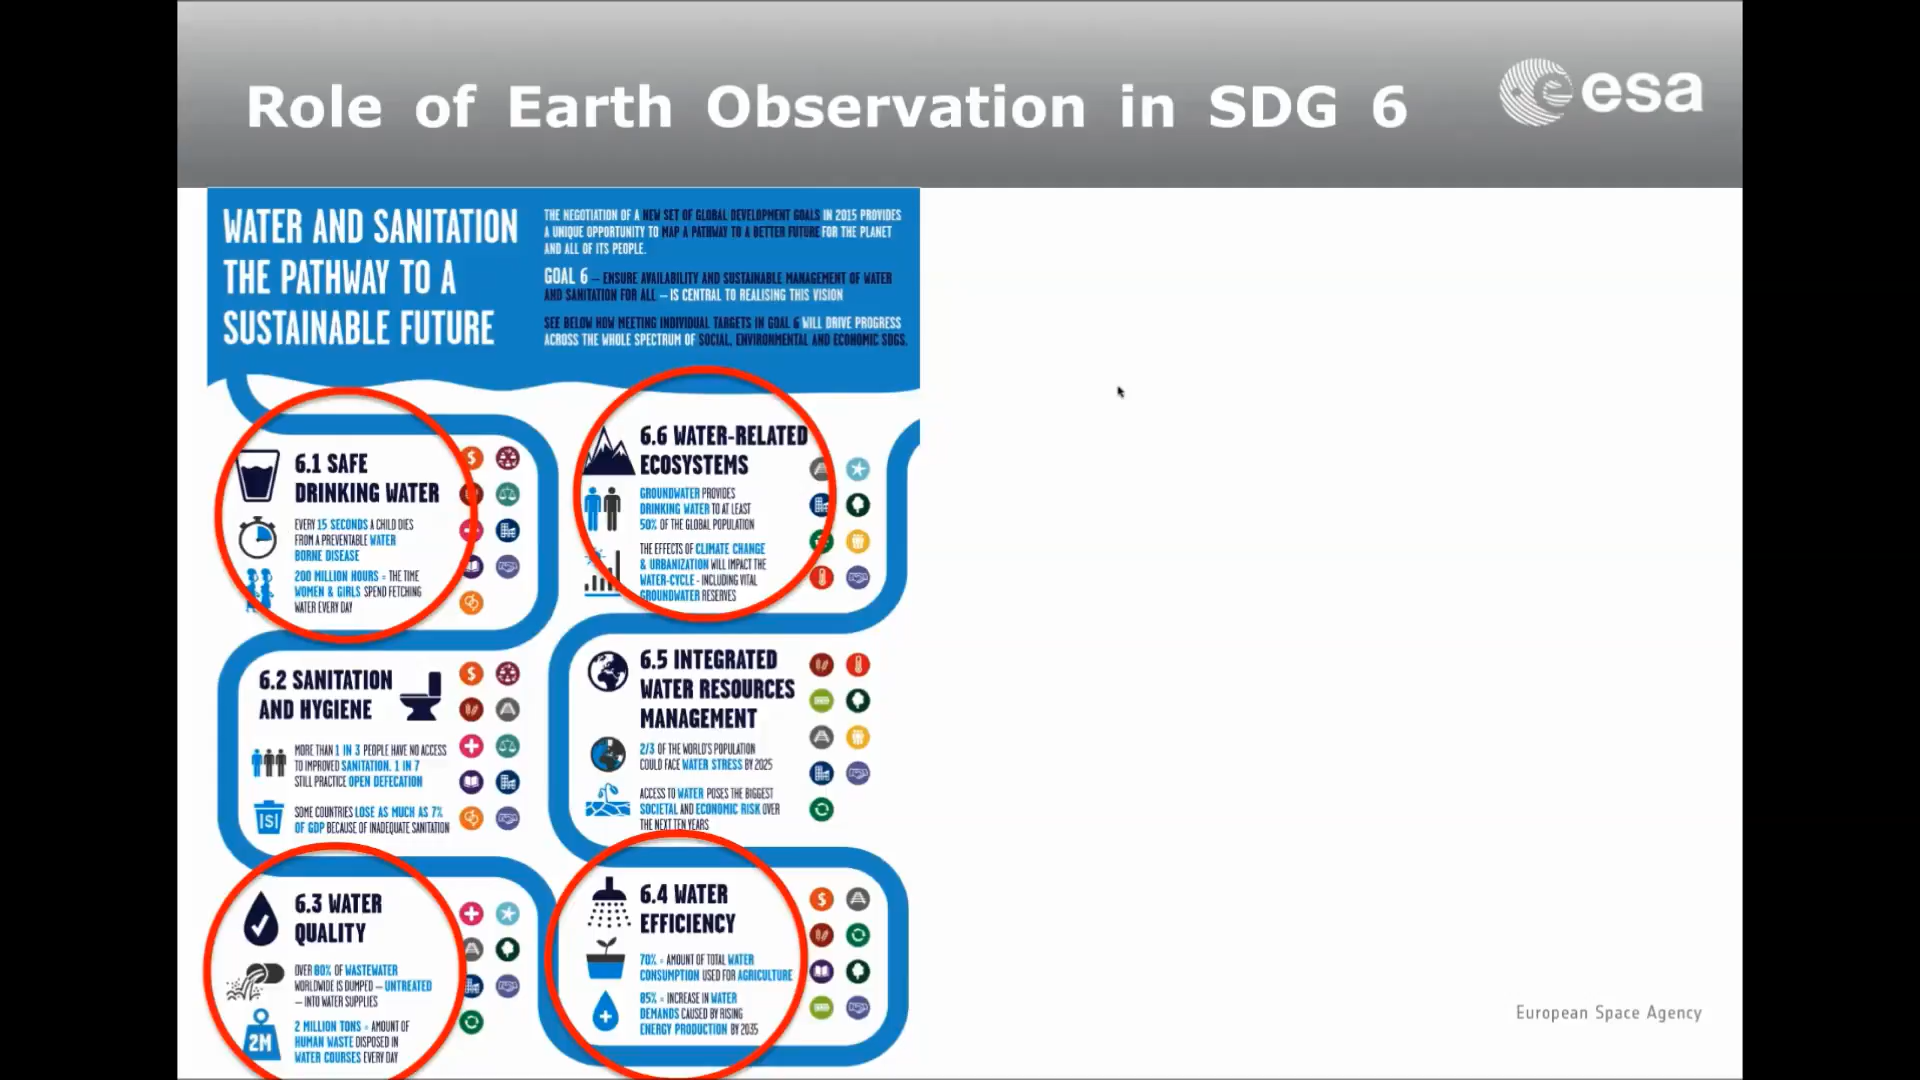 Role of Earth Observation in SDG 6
esa
WATER AND SANITATION
THE PATHWAY TO A
SUSTAINABLE FUTURE
THE NEGOTIATION OF A NEW SET OF GLOBAL DEVELOPMENT GOALS IN 2015 PROVIDES
A UNIQUE OPPORTUNITY TO MAP A PATHWAY TO A BETTER FUTURE FOR THE PLANET
AND ALL OF ITS PEOPLE.
GOAL 6 – ENSURE AVAILABILITY AND SUSTAINABLE MANAGEMENT OF WATER
AND SANITATION FOR ALL – IS CENTRAL TO REALISING THIS VISION
SEE BELOW HOW MEETING INDIVIDUAL TARGETS IN GOAL 6 WILL DRIVE PROGRESS
ACROSS THE WHOLE SPECTRUM OF SOCIAL, ENVIRONMENTAL AND ECONOMIC SDGS.
6.1 SAFE
DRINKING WATER
EVERY 15 SECONDS A CHILD DIES
FROM A PREVENTABLE WATER
BORNE DISEASE
200 MILLION HOURS = THE TIME
WOMEN & GIRLS SPEND FETCHING
WATER EVERY DAY
6.2 SANITATION
AND HYGIENE
MORE THAN 1 IN 3 PEOPLE HAVE NO ACCESS
TO IMPROVED SANITATION. 1 IN 7
STILL PRACTICE OPEN DEFECATION
SOME COUNTRIES LOSE AS MUCH AS 7%
OF GDP BECAUSE OF INADEQUATE SANITATION
6.3 WATER
QUALITY
OVER 80% OF WASTEWATER
WORLDWIDE IS DUMPED – UNTREATED
– INTO WATER SUPPLIES
2M
2 MILLION TONS = AMOUNT OF
HUMAN WASTE DISPOSED IN
WATER COURSES EVERY DAY
6.6 WATER-RELATED
ECOSYSTEMS
GROUNDWATER PROVIDES
DRINKING WATER TO AT LEAST
50% OF THE GLOBAL POPULATION
THE EFFECTS OF CLIMATE CHANGE
& URBANIZATION WILL IMPACT THE
WATER-CYCLE - INCLUDING VITAL
GROUNDWATER RESERVES
6.5 INTEGRATED
WATER RESOURCES
MANAGEMENT
2/3 OF THE WORLD'S POPULATION
COULD FACE WATER STRESS BY 2025
ACCESS TO WATER POSES THE BIGGEST
SOCIETAL AND ECONOMIC RISK OVER
THE NEXT TEN YEARS
6.4 WATER
EFFICIENCY
70% = AMOUNT OF TOTAL WATER
CONSUMPTION USED FOR AGRICULTURE
85% = INCREASE IN WATER
DEMANDS CAUSED BY RISING
ENERGY PRODUCTION BY 2035
European Space Agency